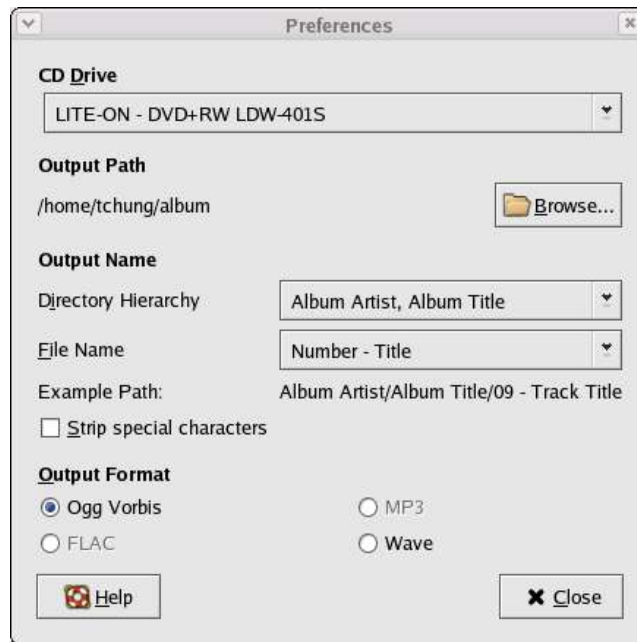 Preferences
CD Drive
LITE-ON - DVD+RW LDW-401S
Output Path
/home/tchung/album
Browse...
Output Name
Directory Hierarchy
Album Artist, Album Title
File Name
Number - Title
Example Path:
Album Artist/Album Title/09 - Track Title
Strip special characters
Output Format
Ogg Vorbis
MP3
FLAC
Wave
Help
Close